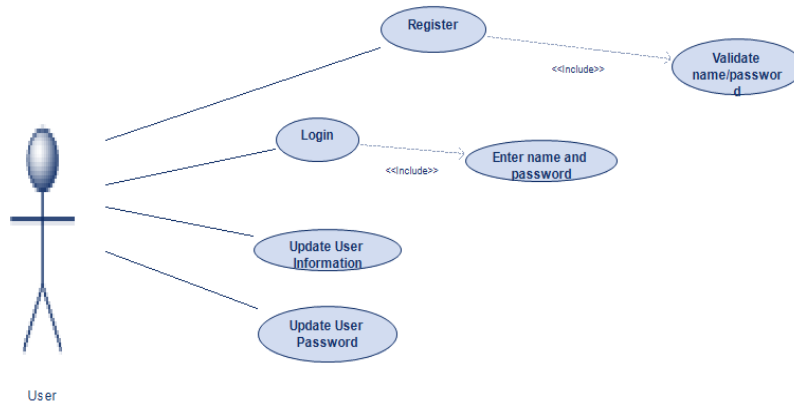 Register
<<Include>>
Validate
name/passwor
d
Login
<<Include>>
Enter name and
password
Update User
Information
Update User
Password
User